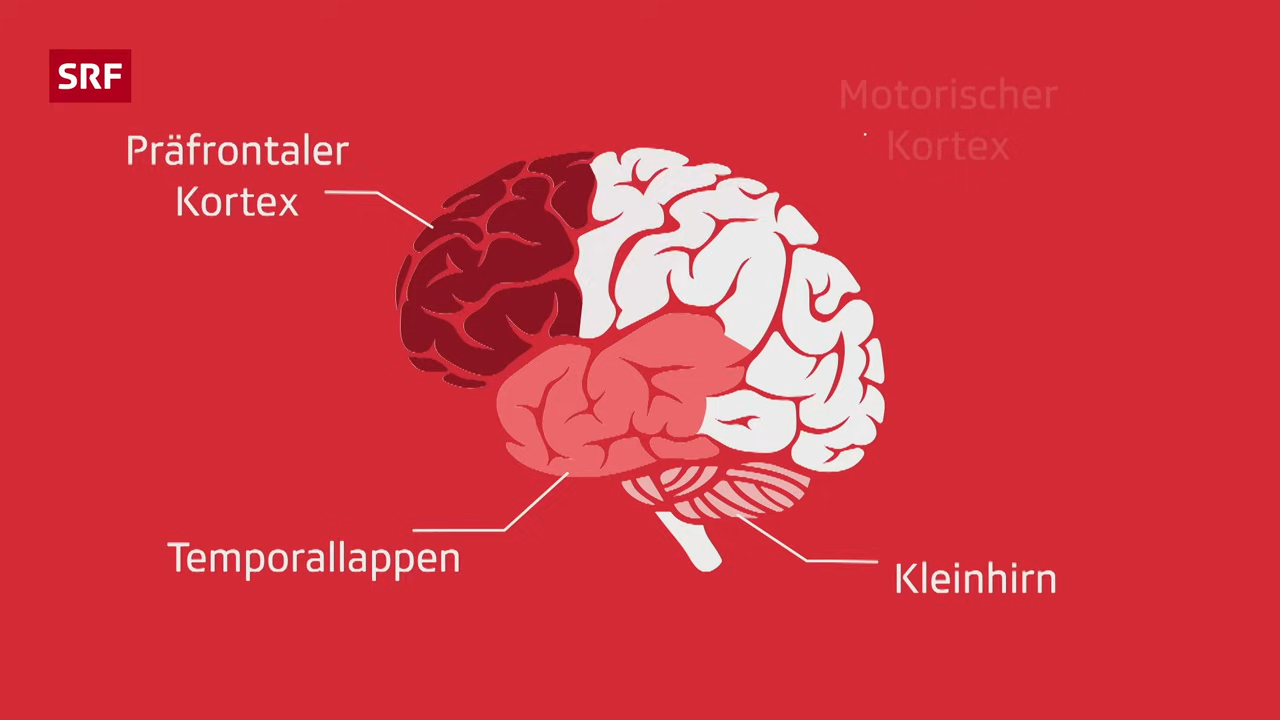 SRF
Motorischer
Kortex
Präfrontaler
Kortex
Temporallappen
Kleinhirn